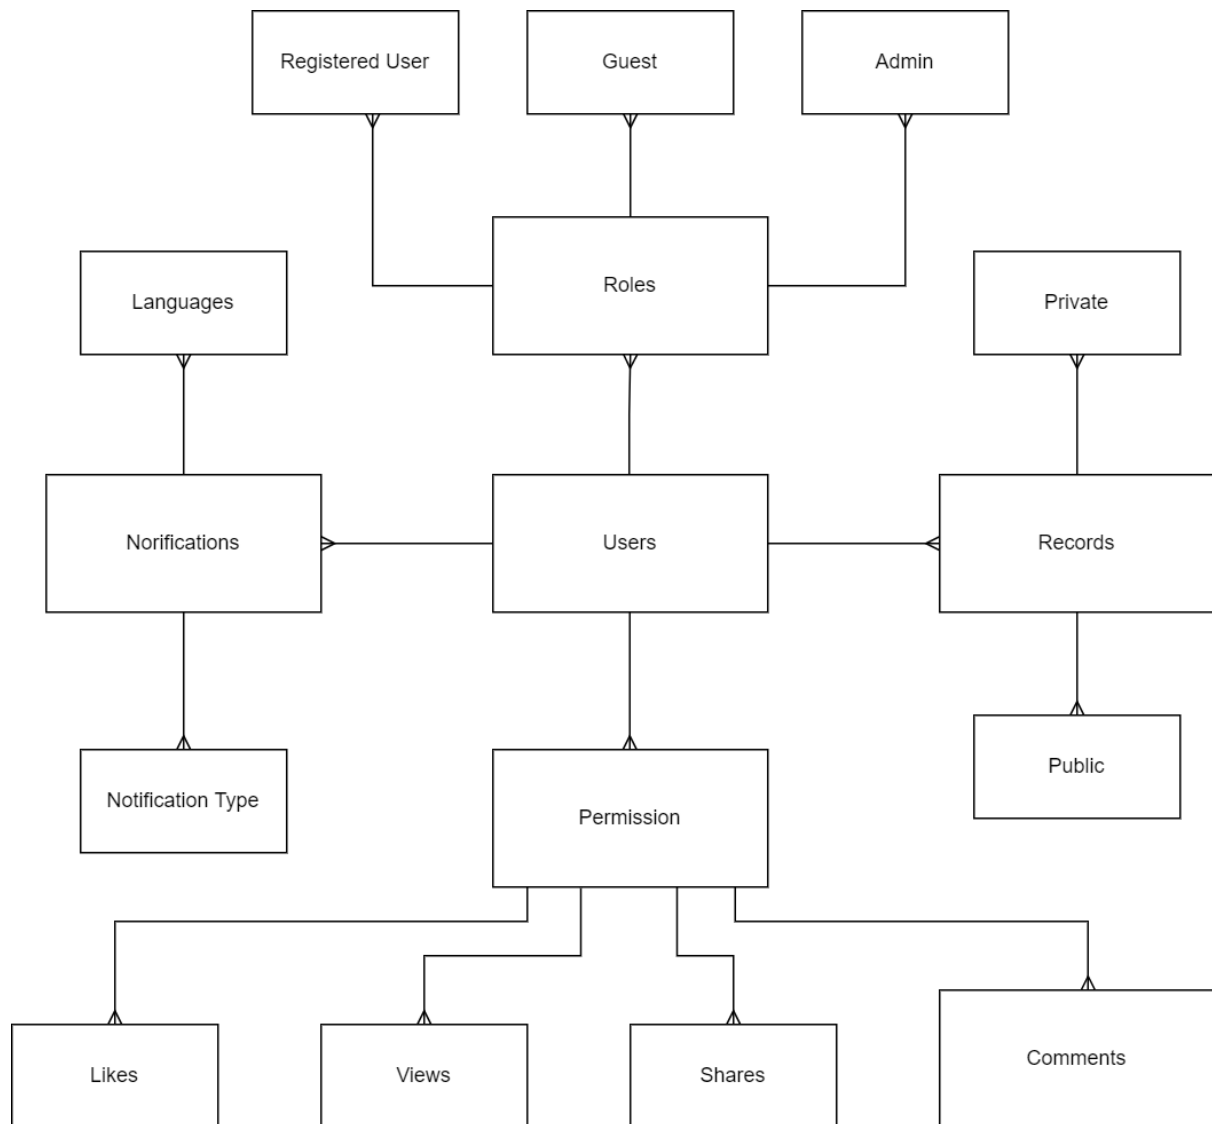 Registered User
Guest
Admin
Roles
Languages
Private
Norifications
Users
Records
Notification Type
Public
Permission
Likes
Views
Shares
Comments